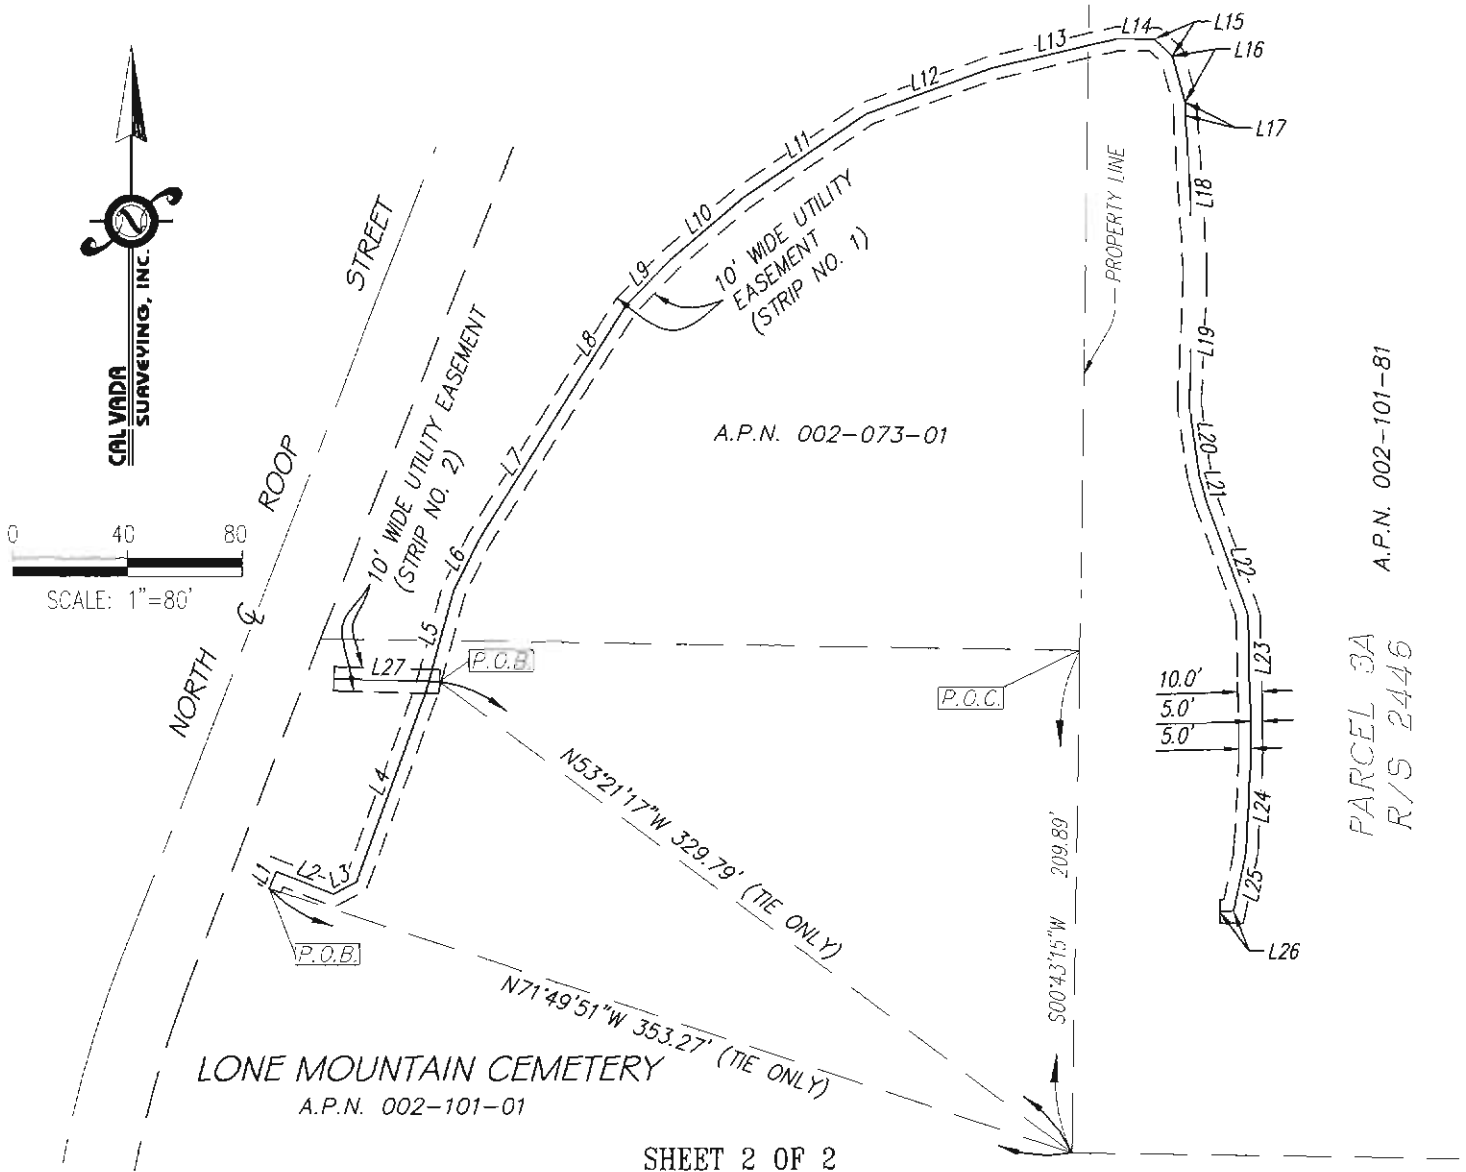 L14
L15
L13
L16
L12
L17
L11
L18
10' WIDE UTILITY
EASEMENT
(STRIP NO. 1)
L10
PROPERTY LINE
STREET
L9
CALVADA
SURVEYING, INC.
L8
L19
10' WIDE UTILITY EASEMENT
(STRIP NO. 2)
A.P.N. 002-073-01
A.P.N. 002-101-81
L20
L7
L21
ROOP
0 40 80
SCALE: 1"=80'
L6
L22
℄
L5
L23
NORTH
L27
P.O.B.
P.O.C.
10.0'
5.0'
5.0'
PARCEL 3A
R/S 2446
L4
N53°21'17"W 329.79' (TIE ONLY)
S00°43'15"W 209.89'
L24
L1
L2
L3
L25
P.O.B.
L26
N71°49'51"W 353.27' (TIE ONLY)
LONE MOUNTAIN CEMETERY
A.P.N. 002-101-01
SHEET 2 OF 2